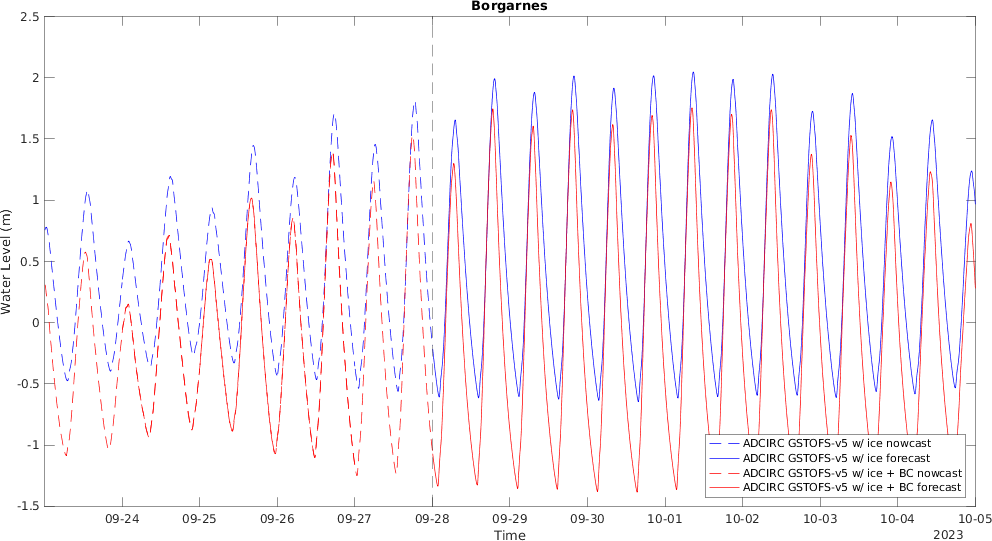 Borgarnes
Water Level (m)
2.5
2
1.5
1
0.5
0
-0.5
-1
-1.5
ADCIRC GSTOFS-v5 w/ ice nowcast
ADCIRC GSTOFS-v5 w/ ice forecast
ADCIRC GSTOFS-v5 w/ ice + BC nowcast
ADCIRC GSTOFS-v5 w/ ice + BC forecast
09-24 09-25 09-26 09-27 09-28 09-29 09-30 10-01 10-02 10-03 10-04 10-05
Time
2023